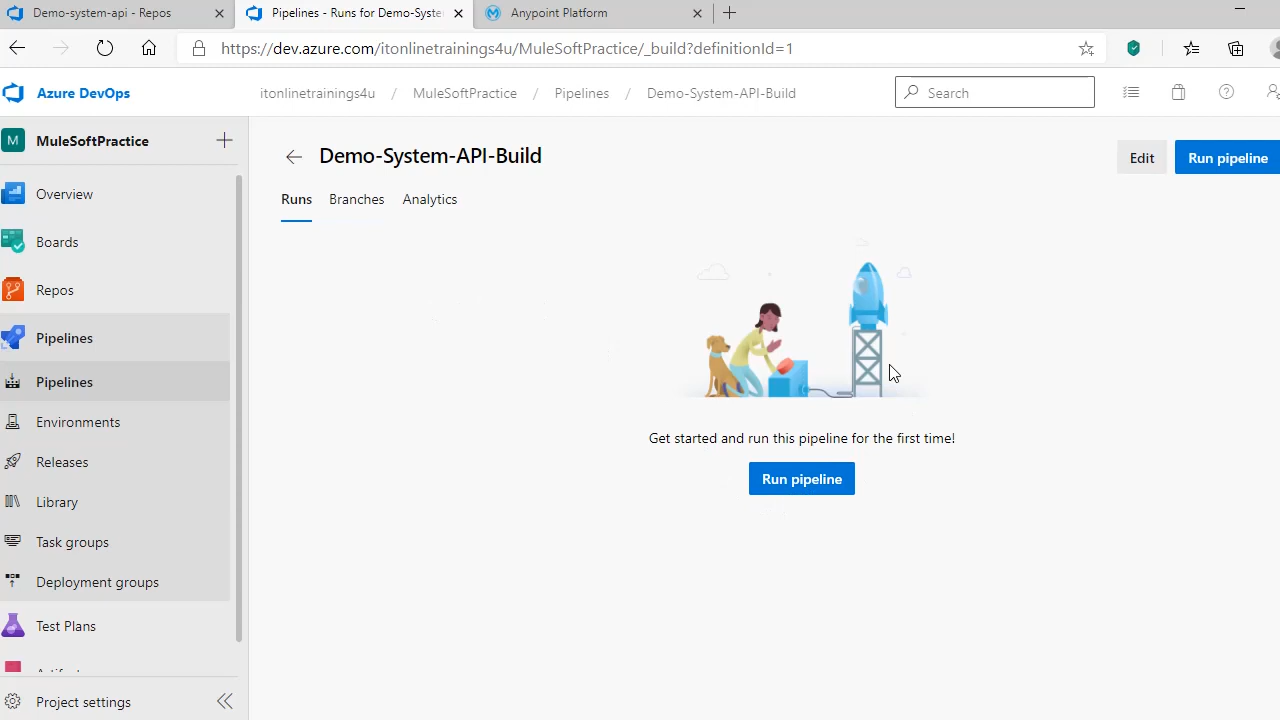 Demo-system-api - Repos
Pipelines - Runs for Demo-Syste
Anypoint Platform
https://dev.azure.com/itonlinetrainings4u/MuleSoftPractice/_build?definitionId=1
Azure DevOps
itonlinetrainings4u / MuleSoftPractice / Pipelines / Demo-System-API-Build
Search
M MuleSoftPractice
Demo-System-API-Build
Edit
Run pipeline
Runs Branches Analytics
Overview
Boards
Repos
Pipelines
Pipelines
Environments
Releases
Library
Task groups
Deployment groups
Test Plans
Project settings
Get started and run this pipeline for the first time!
Run pipeline